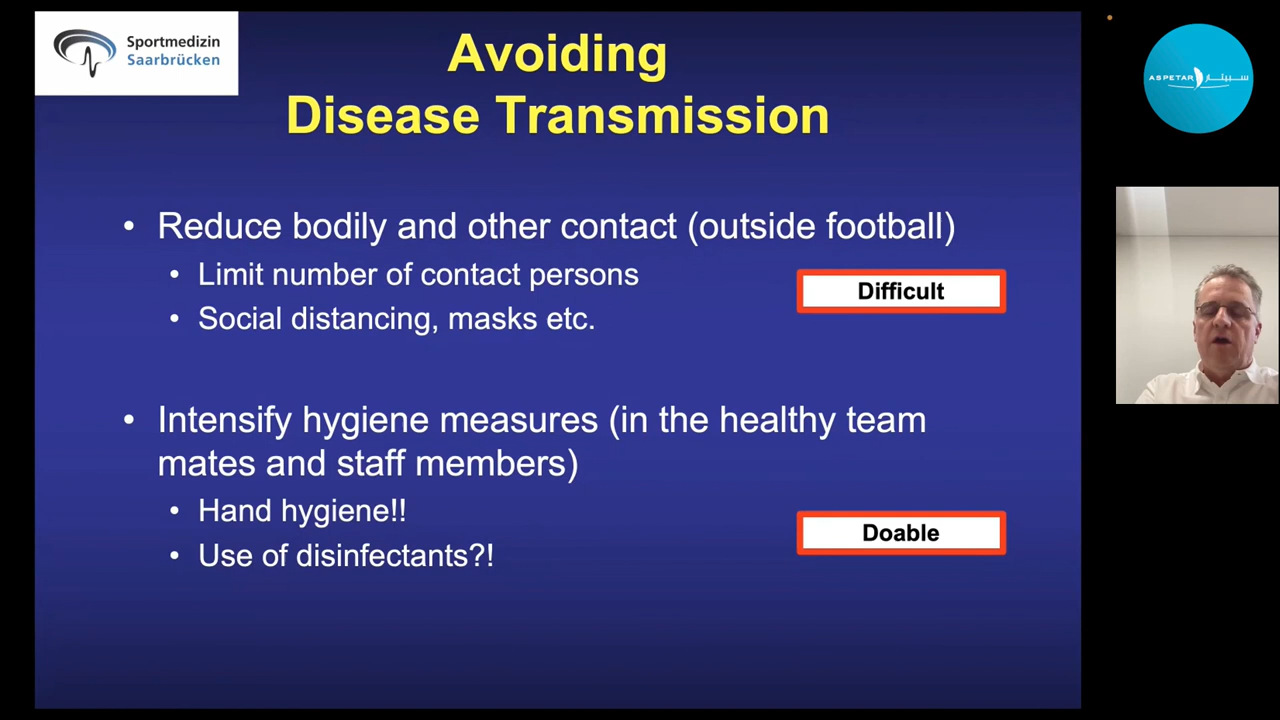 Sportmedizin
Saarbrücken
Avoiding
Disease Transmission
• Reduce bodily and other contact (outside football)
• Limit number of contact persons
• Social distancing, masks etc.
Difficult
• Intensify hygiene measures (in the healthy team
mates and staff members)
• Hand hygiene!!
• Use of disinfectants?!
Doable
ASPETAR سبيتار